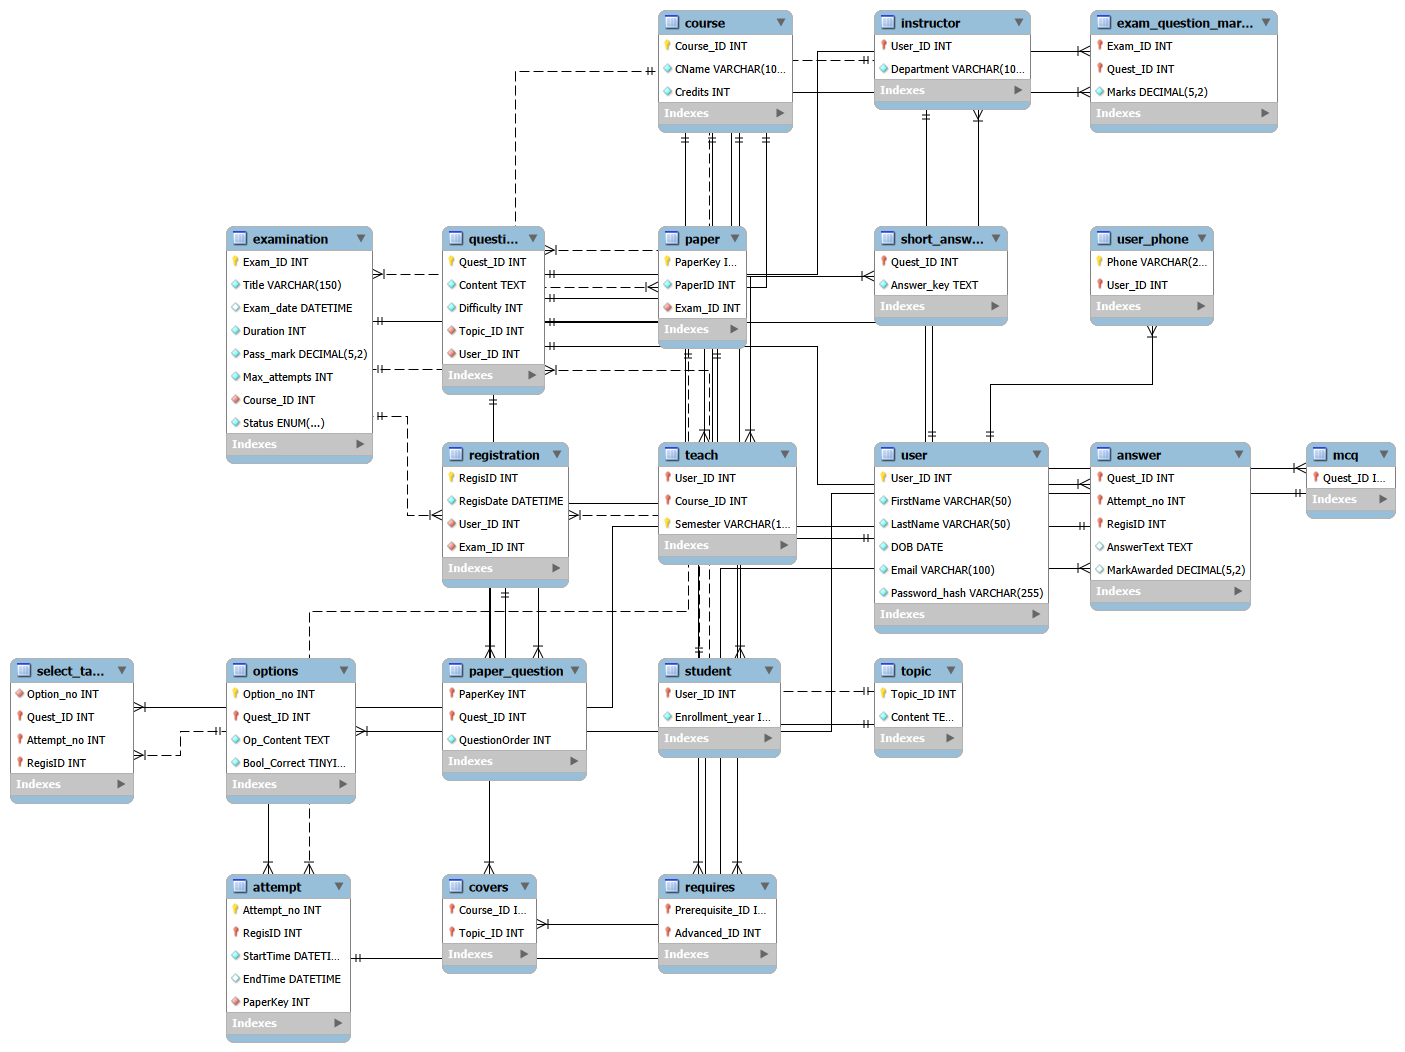 course
Course_ID INT
CName VARCHAR(10...
Credits INT
Indexes
instructor
User_ID INT
Department VARCHAR(10...
Indexes
exam_question_mar...
Exam_ID INT
Quest_ID INT
Marks DECIMAL(5,2)
Indexes
examination
Exam_ID INT
Title VARCHAR(150)
Exam_date DATETIME
Duration INT
Pass_mark DECIMAL(5,2)
Max_attempts INT
Course_ID INT
Status ENUM(...)
Indexes
questi...
Quest_ID INT
Content TEXT
Difficulty INT
Topic_ID INT
User_ID INT
Indexes
paper
PaperKey I...
PaperID INT
Exam_ID INT
Indexes
short_answ...
Quest_ID INT
Answer_key TEXT
Indexes
user_phone
Phone VARCHAR(2...
User_ID INT
Indexes
registration
RegisID INT
RegisDate DATETIME
User_ID INT
Exam_ID INT
Indexes
teach
User_ID INT
Course_ID INT
Semester VARCHAR(1...
Indexes
user
User_ID INT
FirstName VARCHAR(50)
LastName VARCHAR(50)
DOB DATE
Email VARCHAR(100)
Password_hash VARCHAR(255)
Indexes
answer
Quest_ID INT
Attempt_no INT
RegisID INT
AnswerText TEXT
MarkAwarded DECIMAL(5,2)
Indexes
mcq
Quest_ID I...
Indexes
select_ta...
Option_no INT
Quest_ID INT
Attempt_no INT
RegisID INT
Indexes
options
Option_no INT
Quest_ID INT
Op_Content TEXT
Bool_Correct TINYI...
Indexes
paper_question
PaperKey INT
Quest_ID INT
QuestionOrder INT
Indexes
student
User_ID INT
Enrollment_year I...
Indexes
topic
Topic_ID INT
Content TE...
Indexes
attempt
Attempt_no INT
RegisID INT
StartTime DATETI...
EndTime DATETIME
PaperKey INT
Indexes
covers
Course_ID I...
Topic_ID INT
Indexes
requires
Prerequisite_ID I...
Advanced_ID INT
Indexes